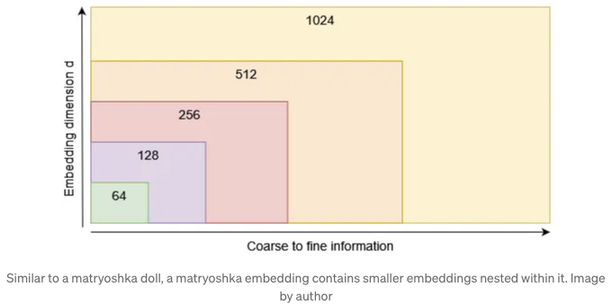 1024
512
256
128
64
Embedding dimension d
Coarse to fine information
Similar to a matryoshka doll, a matryoshka embedding contains smaller embeddings nested within it. Image
by author